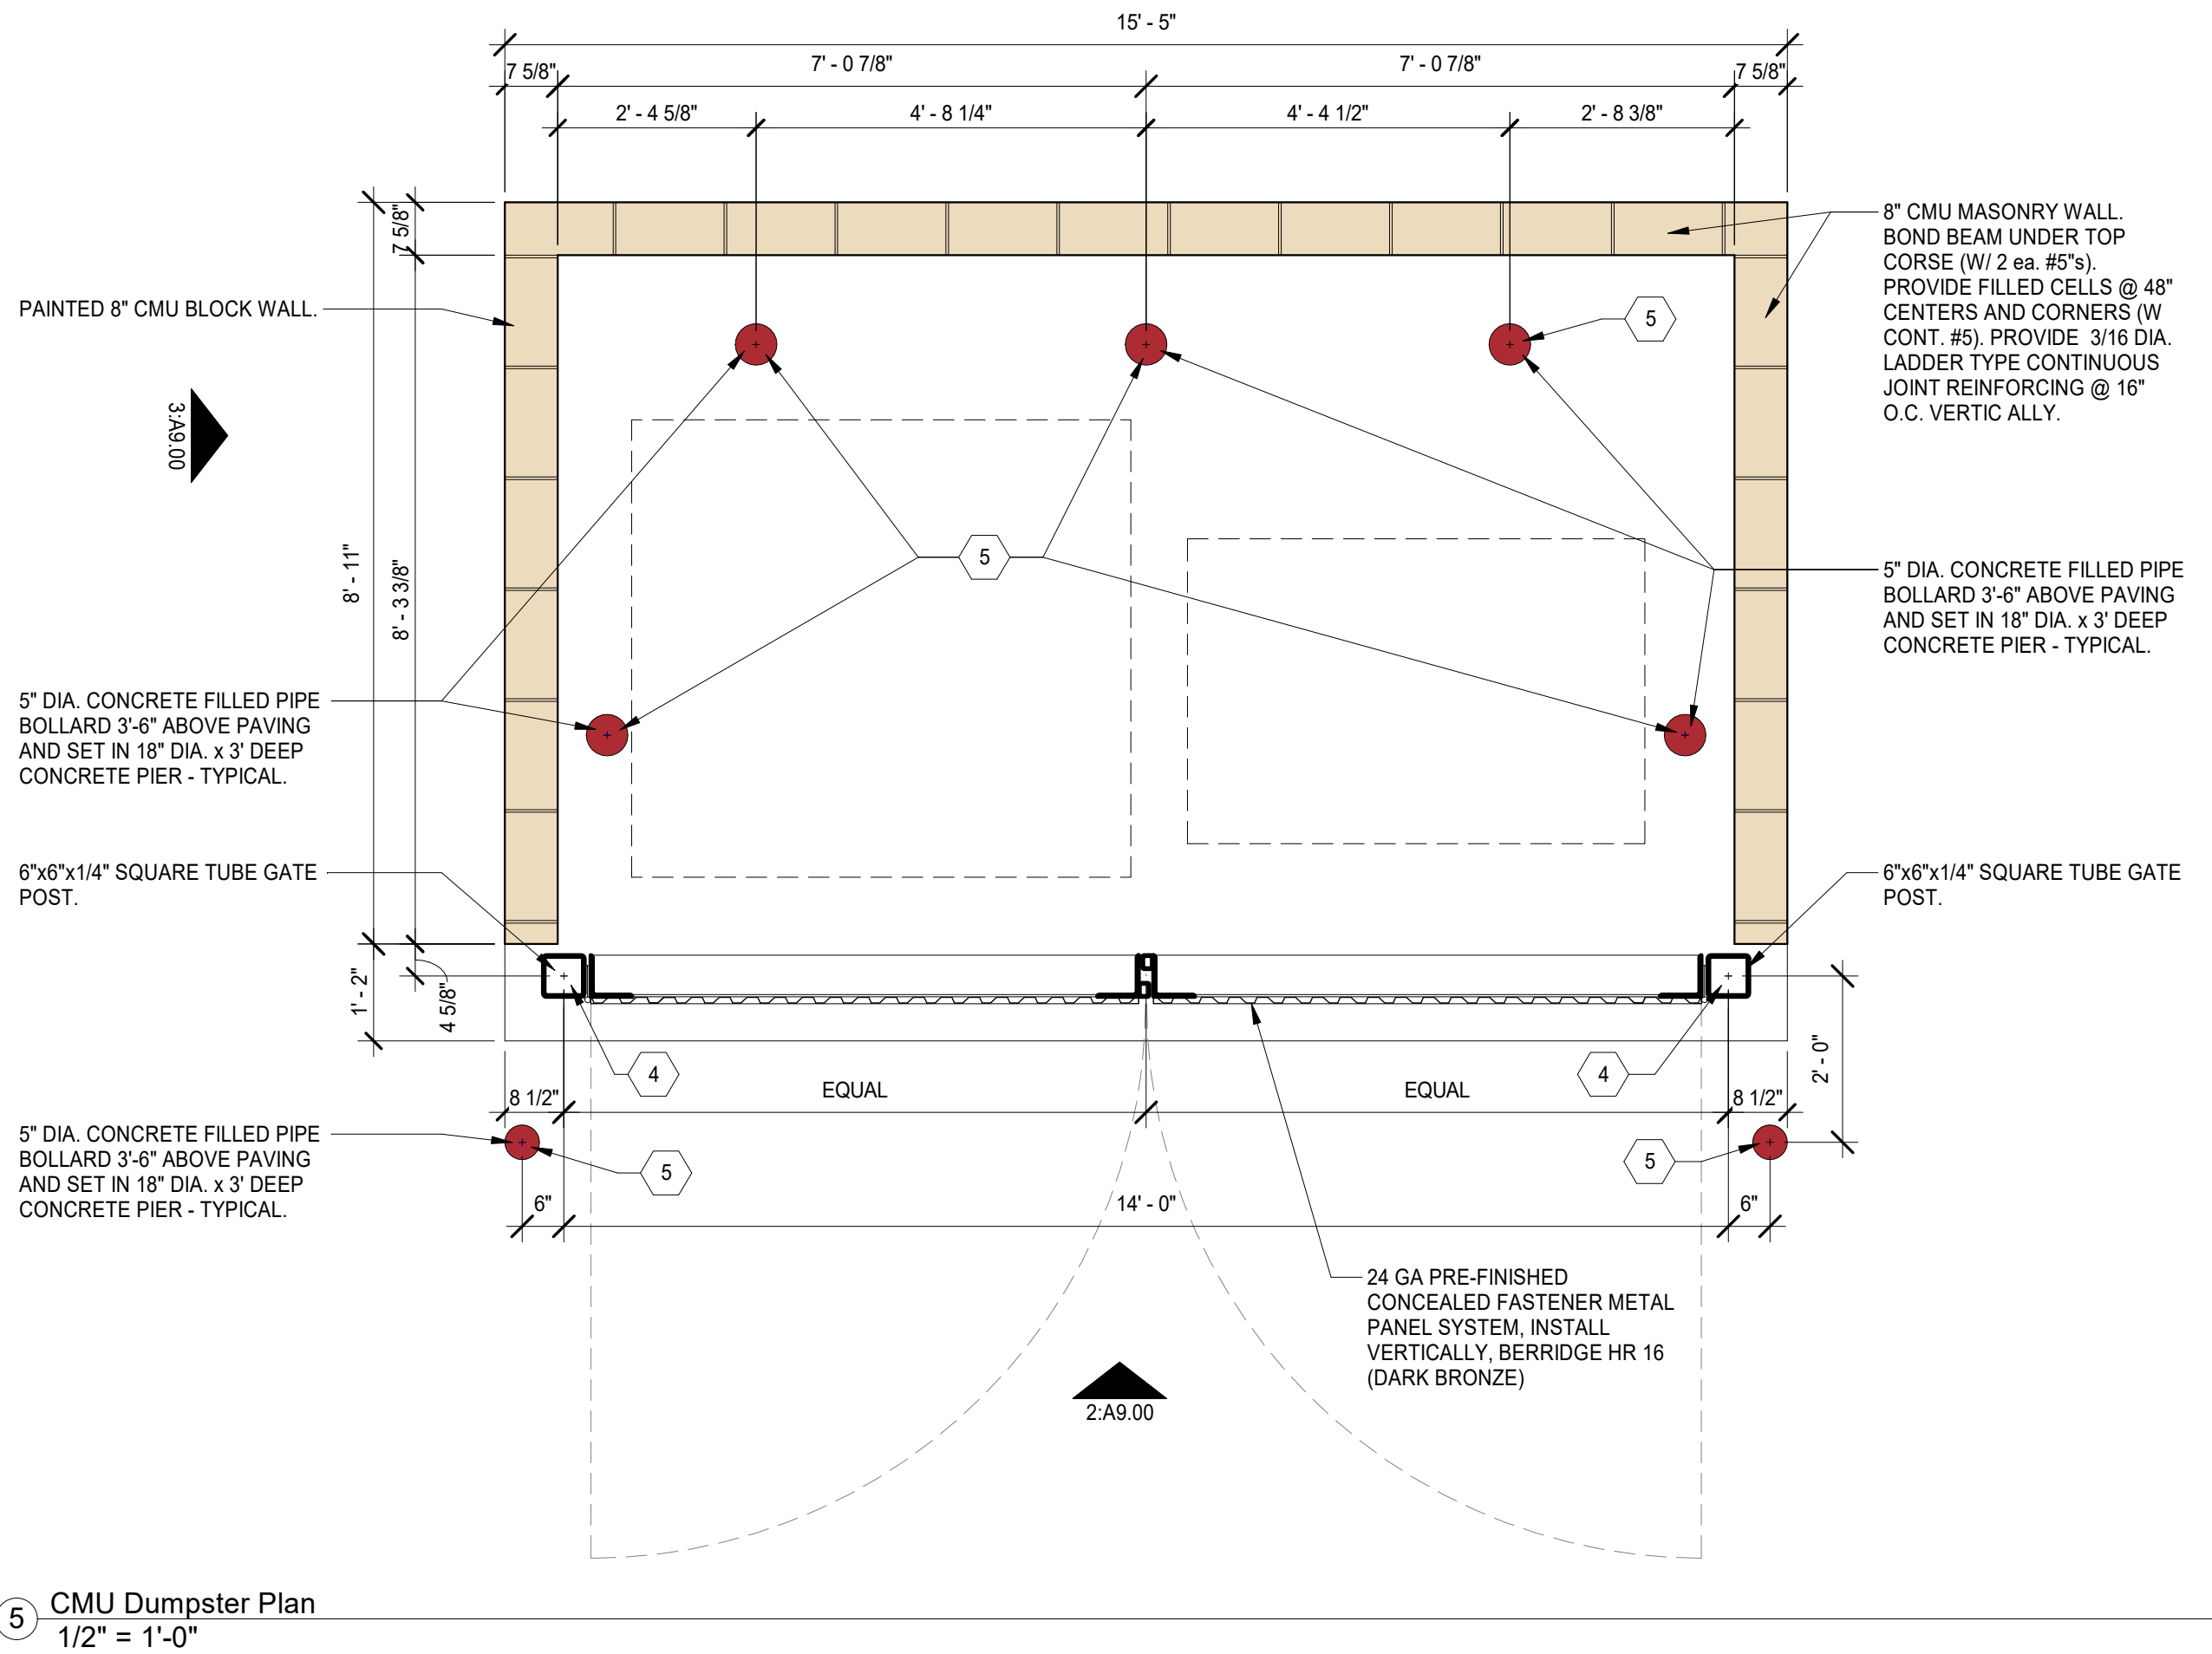 15' - 5"
7 5/8"
7' - 0 7/8"
7' - 0 7/8"
7 5/8"
2' - 4 5/8"
4' - 8 1/4"
4' - 4 1/2"
2' - 8 3/8"
7 5/8"
8' - 11"
8' - 3 3/8"
1' - 2"
4 5/8"
PAINTED 8" CMU BLOCK WALL.
3:A9.00
5" DIA. CONCRETE FILLED PIPE
BOLLARD 3'-6" ABOVE PAVING
AND SET IN 18" DIA. x 3' DEEP
CONCRETE PIER - TYPICAL.
6"x6"x1/4" SQUARE TUBE GATE
POST.
5" DIA. CONCRETE FILLED PIPE
BOLLARD 3'-6" ABOVE PAVING
AND SET IN 18" DIA. x 3' DEEP
CONCRETE PIER - TYPICAL.
5
5
8" CMU MASONRY WALL.
BOND BEAM UNDER TOP
CORSE (W/ 2 ea. #5"s).
PROVIDE FILLED CELLS @ 48"
CENTERS AND CORNERS (W
CONT. #5). PROVIDE 3/16 DIA.
LADDER TYPE CONTINUOUS
JOINT REINFORCING @ 16"
O.C. VERTIC ALLY.
5" DIA. CONCRETE FILLED PIPE
BOLLARD 3'-6" ABOVE PAVING
AND SET IN 18" DIA. x 3' DEEP
CONCRETE PIER - TYPICAL.
6"x6"x1/4" SQUARE TUBE GATE
POST.
4
4
8 1/2"
EQUAL
EQUAL
8 1/2"
2' - 0"
5
5
6"
14' - 0"
6"
24 GA PRE-FINISHED
CONCEALED FASTENER METAL
PANEL SYSTEM, INSTALL
VERTICALLY, BERRIDGE HR 16
(DARK BRONZE)
2:A9.00
5
CMU Dumpster Plan
1/2" = 1'-0"